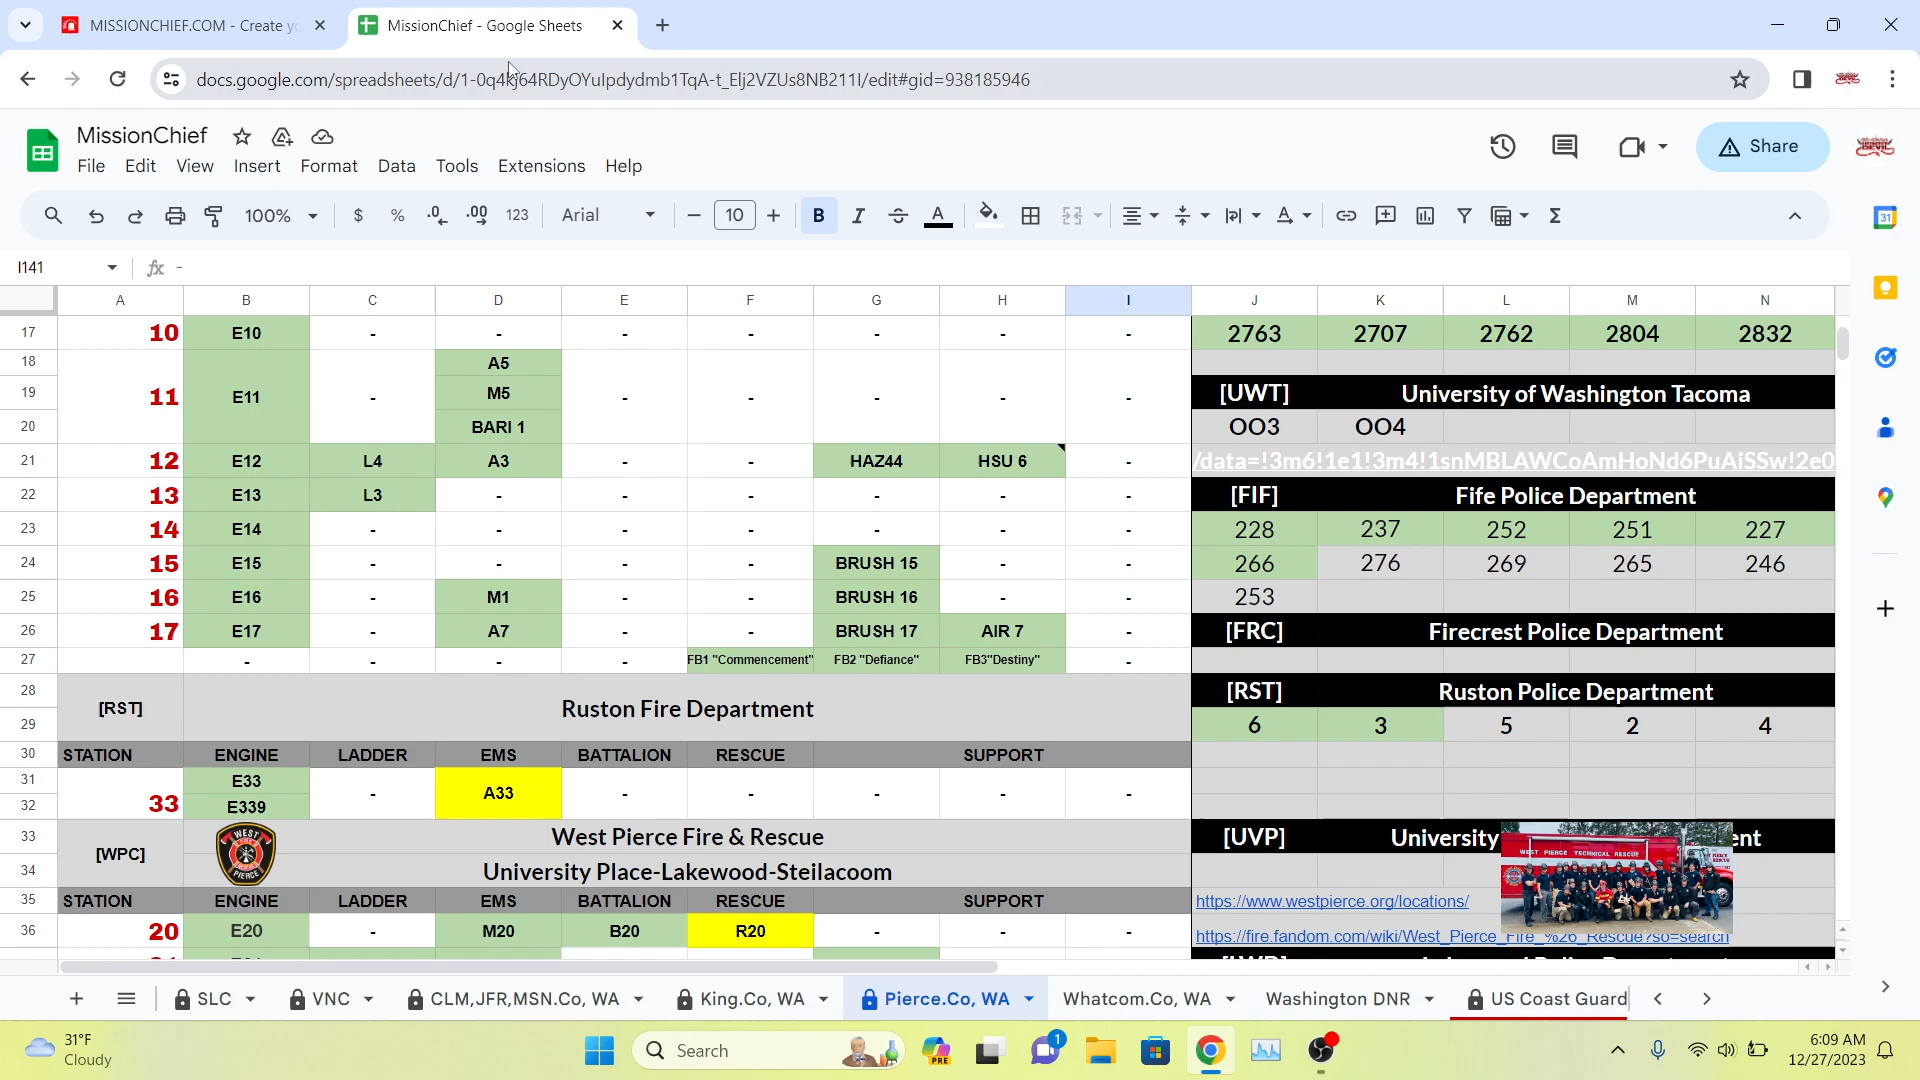 MISSIONCHIEF.COM - Create yo
MissionChief - Google Sheets
docs.google.com/spreadsheets/d/1-0q4kj64RDyOYuIpdydmb1TqA-t_Elj2VZUs8NB211I/edit#gid=938185946
MissionChief
File Edit View Insert Format Data Tools Extensions Help
Share
100% $ % .0 .00 123 Arial 10 B I S A
31
I141 fx -
A B C D E F G H I J K L M N
17 10 E10 - - - - - - - 2763 2707 2762 2804 2832
18 A5
19 11 E11 - M5 - - - - - [UWT] University of Washington Tacoma
20 BARI 1 OO3 OO4
21 12 E12 L4 A3 - - HAZ44 HSU 6 - /data=!3m6!1e1!3m4!1snMBLAWCoAmHoNd6PuAiSSw!2e0
22 13 E13 L3 - - - - - - [FIF] Fife Police Department
23 14 E14 - - - - - - - 228 237 252 251 227
24 15 E15 - - - - BRUSH 15 - - 266 276 269 265 246
25 16 E16 - M1 - - BRUSH 16 - - 253
26 17 E17 - A7 - - BRUSH 17 AIR 7 - [FRC] Firecrest Police Department
27 - - - - FB1 "Commencement" FB2 "Defiance" FB3"Destiny" -
28 [RST] Ruston Fire Department [RST] Ruston Police Department
29 6 3 5 2 4
30 STATION ENGINE LADDER EMS BATTALION RESCUE SUPPORT
31 E33
32 33 E339 - A33 - - - - -
33 [WPC] WEST PIERCE West Pierce Fire & Rescue [UVP] University ent
WEST PIERCE TECHNICAL RESCUE
34 University Place-Lakewood-Steilacoom
35 STATION ENGINE LADDER EMS BATTALION RESCUE SUPPORT https://www.westpierce.org/locations/
36 20 E20 - M20 B20 R20 - - - https://fire.fandom.com/wiki/West_Pierce_Fire_%26_Rescue?so=search
SLC VNC CLM,JFR,MSN.Co, WA King.Co, WA Pierce.Co, WA Whatcom.Co, WA Washington DNR US Coast Guard
31°F
Cloudy
Search
PRE
1
6:09 AM
12/27/2023